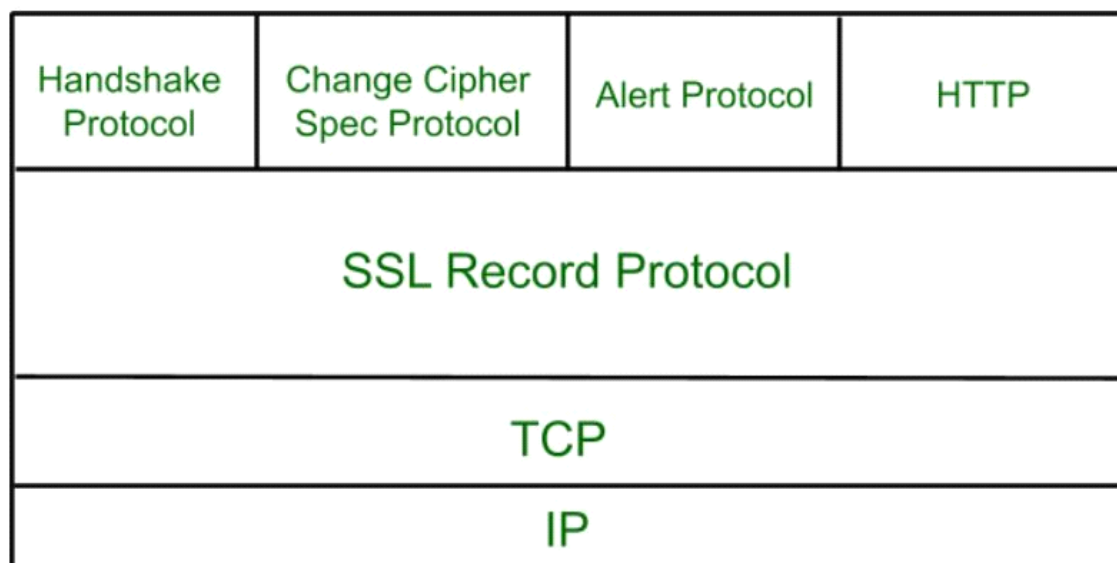 Handshake
Protocol
Change Cipher
Spec Protocol
Alert Protocol
HTTP
SSL Record Protocol
TCP
IP